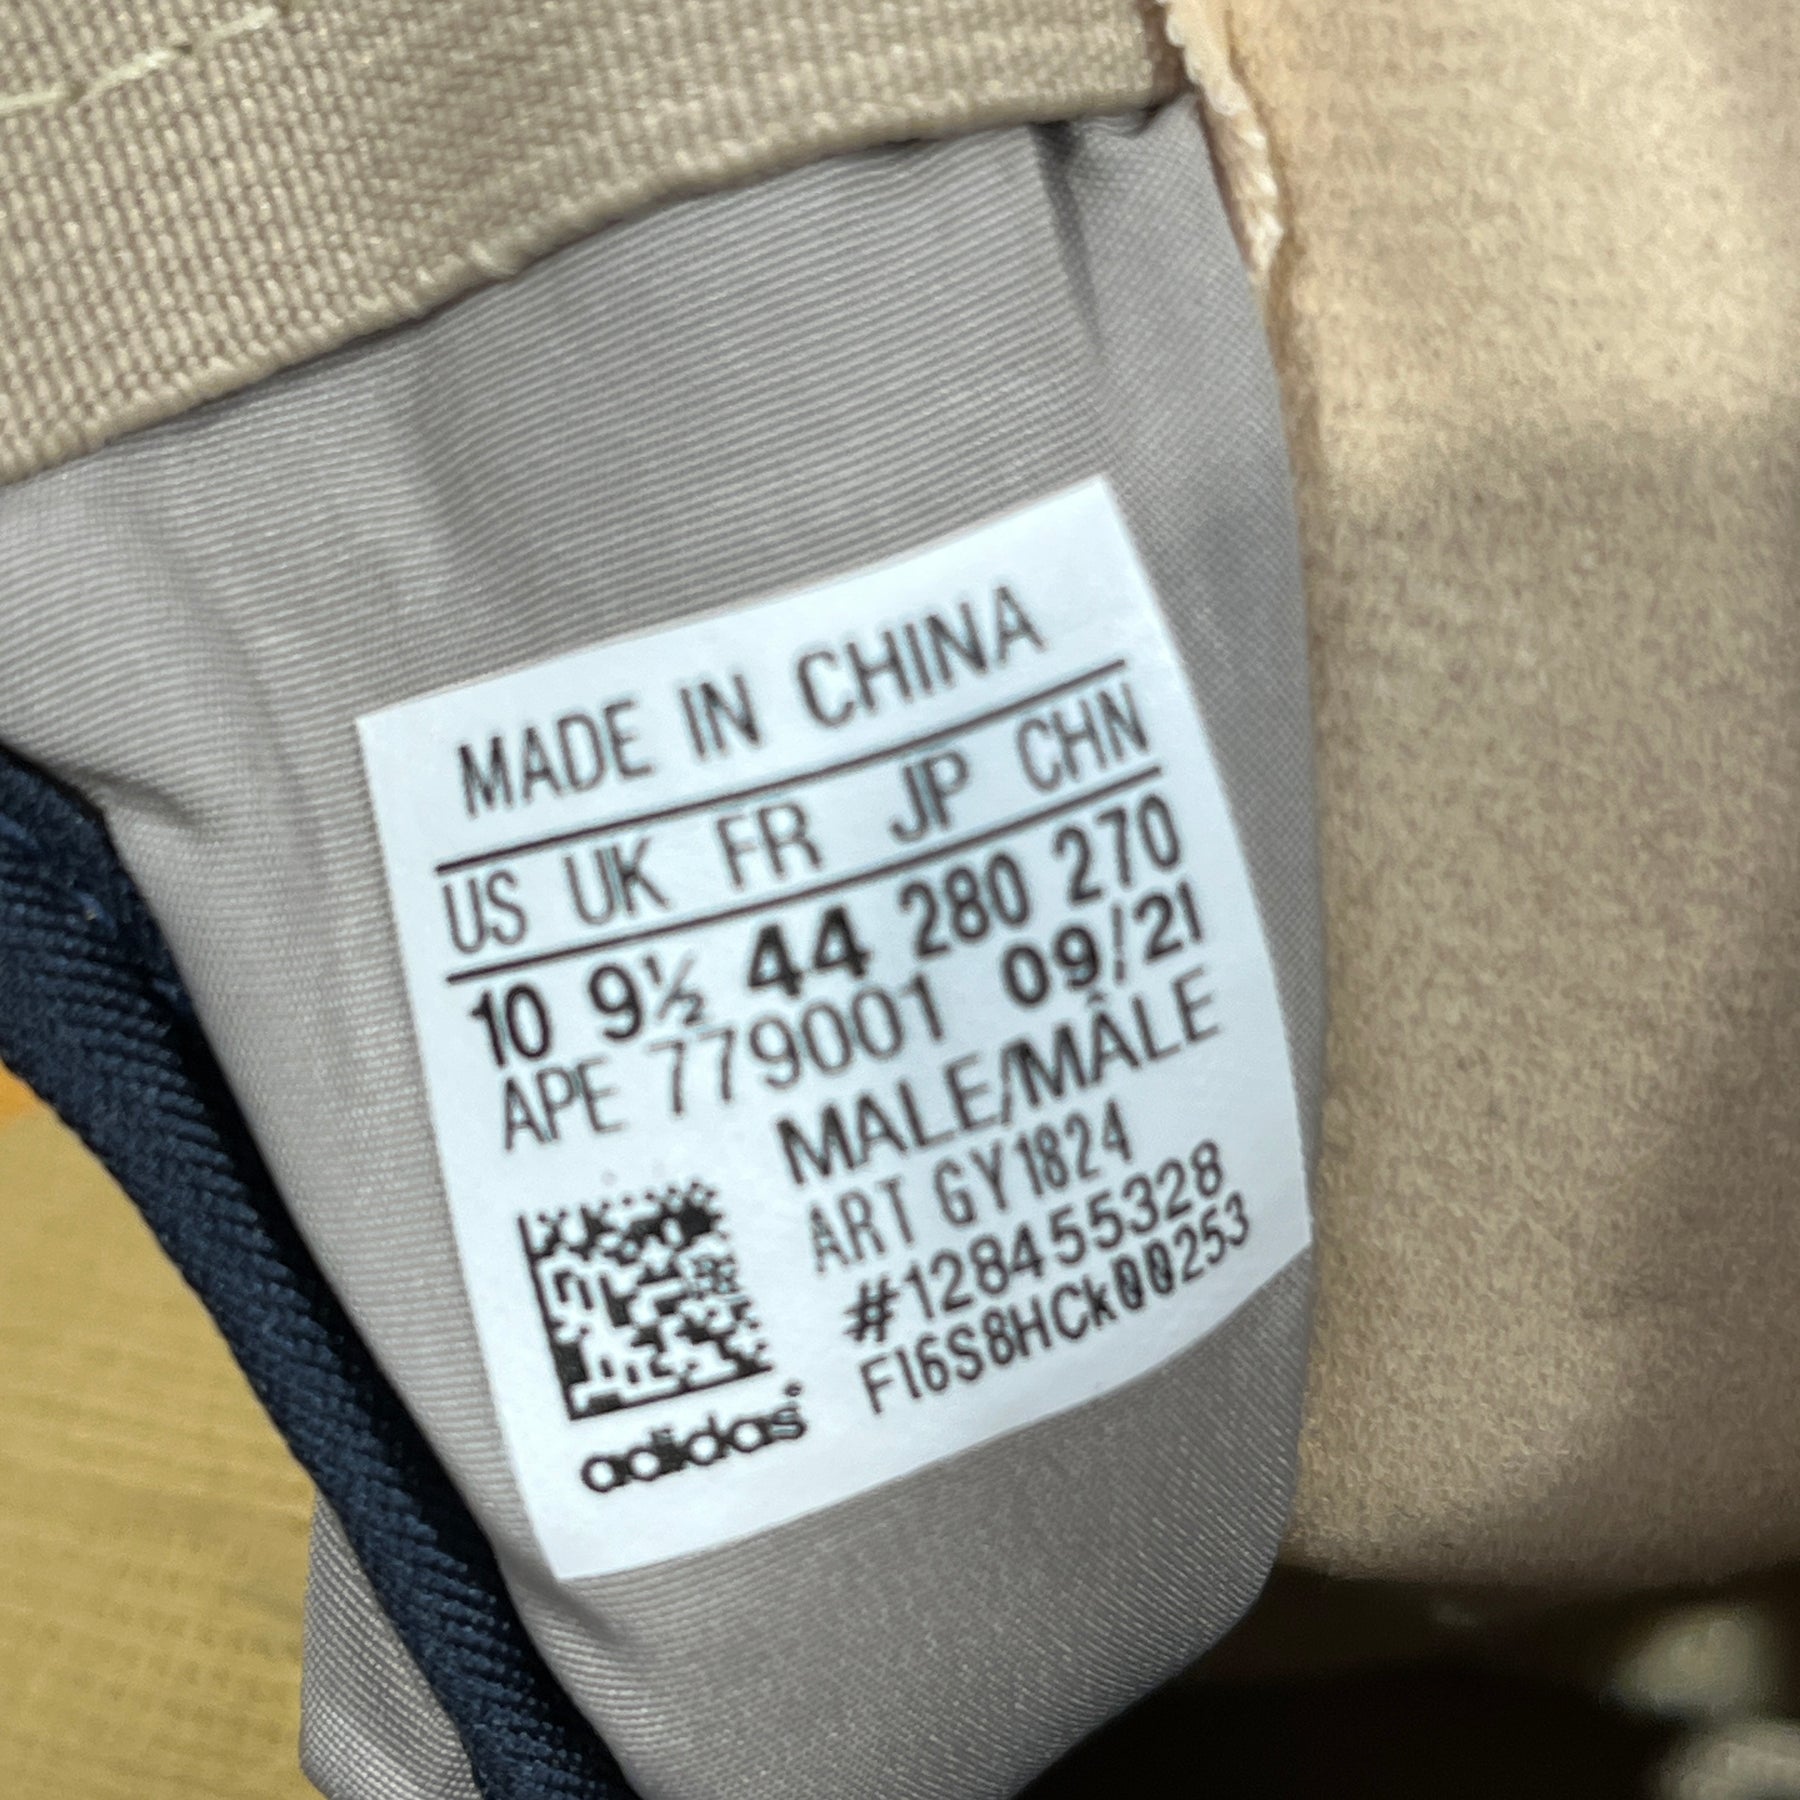 MADE IN CHINA
US UK FR JP CHN
10 9½ 44 280 270
APE 779001 09/21
MALE/MÂLE
ART GY1824
#128455328
F16S8HCk00253
adidas